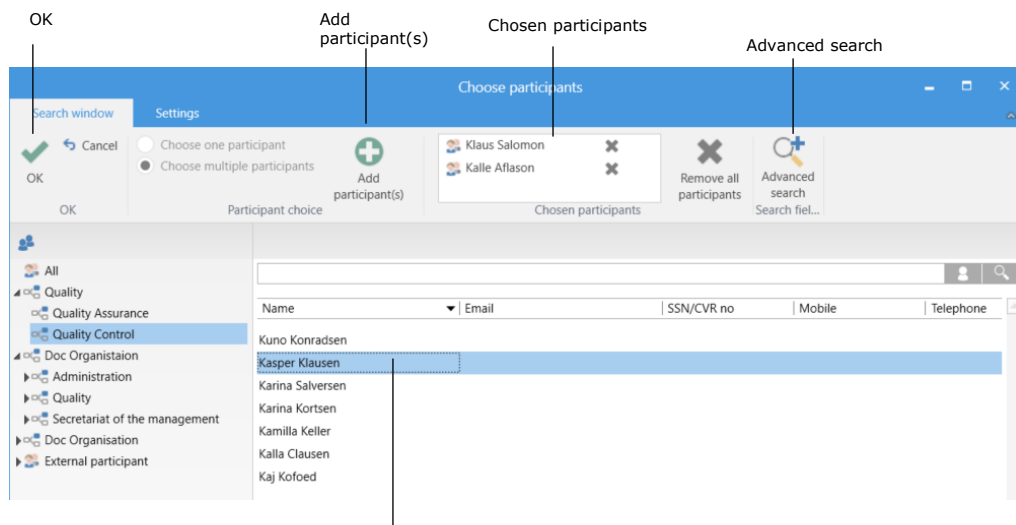 OK
Add
participant(s)
Chosen participants
Advanced search
Choose participants
Search window
Settings
OK
Cancel
Choose one participant
Choose multiple participants
Add
participant(s)
Klaus Salomon
Kalle Aflason
Remove all
participants
Advanced
search
OK
Participant choice
Chosen participants
Search fiel...
All
Quality
Quality Assurance
Quality Control
Doc Organistaion
Administration
Quality
Secretariat of the management
Doc Organisation
External participant
Name
Email
SSN/CVR no
Mobile
Telephone
Kuno Konradsen
Kasper Klausen
Karina Salversen
Karina Kortsen
Kamilla Keller
Kalla Clausen
Kaj Kofoed